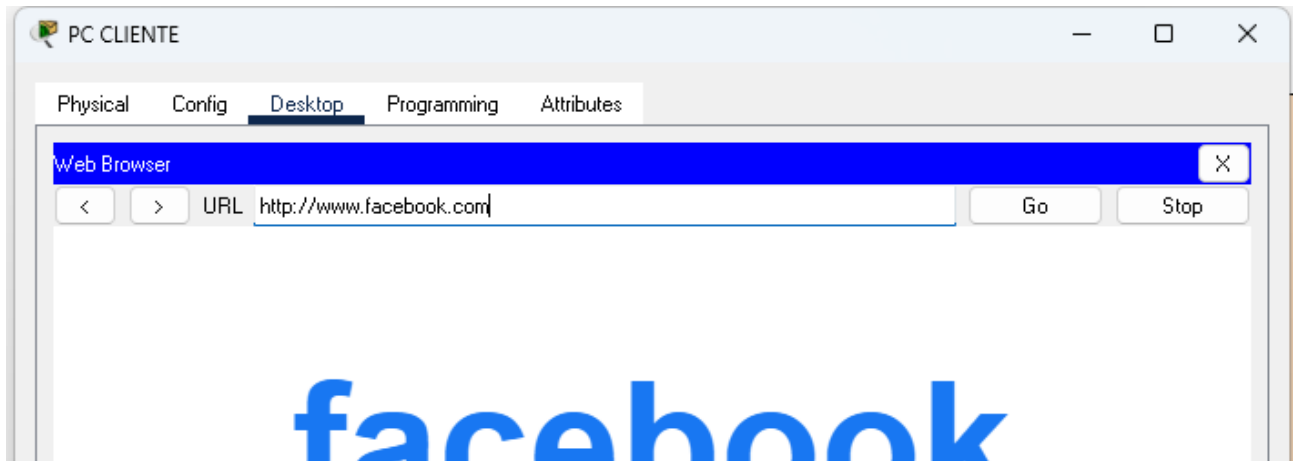 PC CLIENTE
Physical Config Desktop Programming Attributes
Web Browser X
< > URL http://www.facebook.com Go Stop
facebook